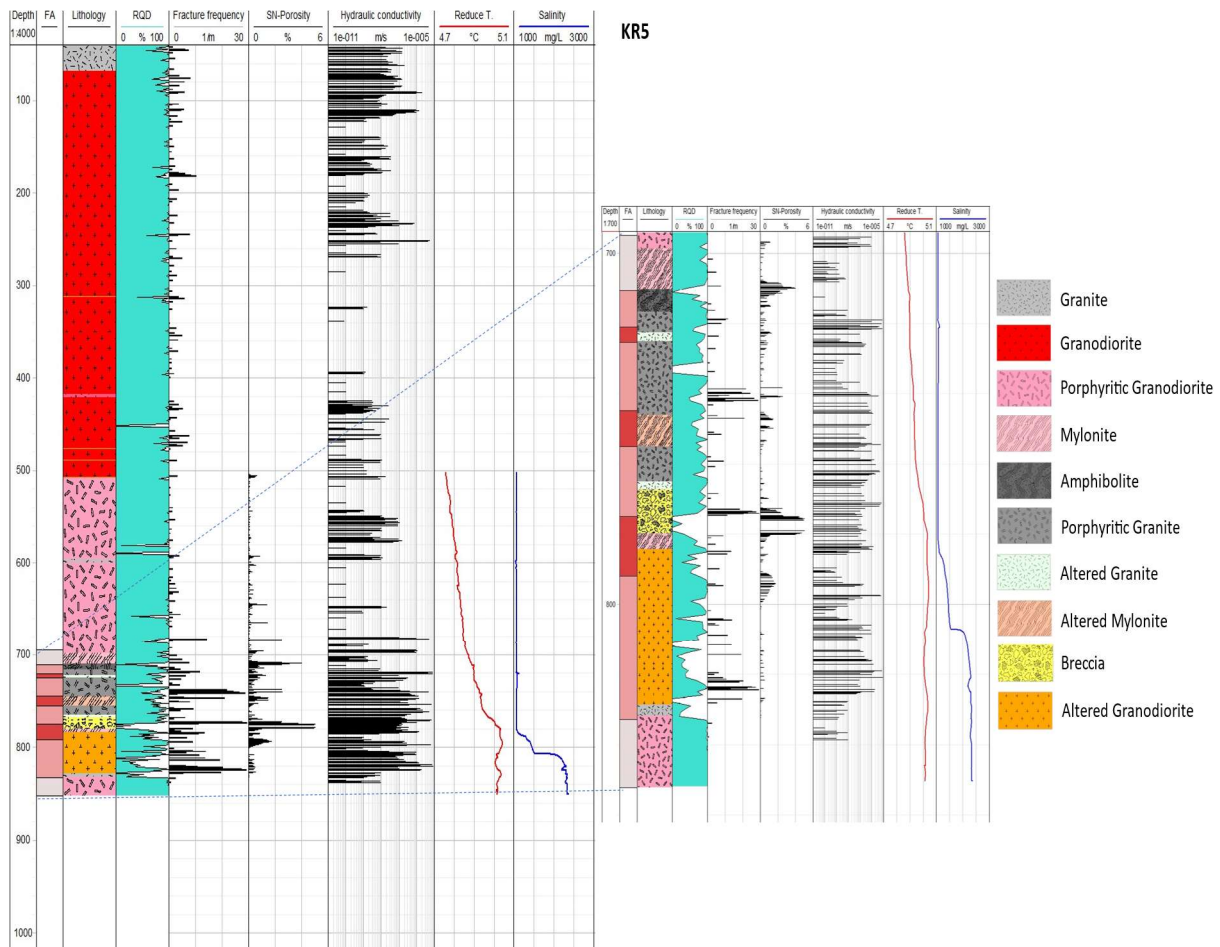 KR5
Depth FA Lithology RQD Fracture frequency SN-Porosity Hydraulic conductivity Reduce T. Salinity
1:4000 0 % 100 1/m 30 0 % 6 1e-011 m/s 1e-005 4.7 °C 5.1 1000 mg/L 3000
100
200
300
400
500
600
700
800
900
1000
Depth FA Lithology RQD Fracture frequency SN-Porosity Hydraulic conductivity Reduce T. Salinity
1:700 0 % 100 0 1/m 30 0 % 6 1e-011 m/s 1e-005 4.7 °C 5.1 1000 mg/L 3000
700
800
Granite
Granodiorite
Porphyritic Granodiorite
Mylonite
Amphibolite
Porphyritic Granite
Altered Granite
Altered Mylonite
Breccia
Altered Granodiorite